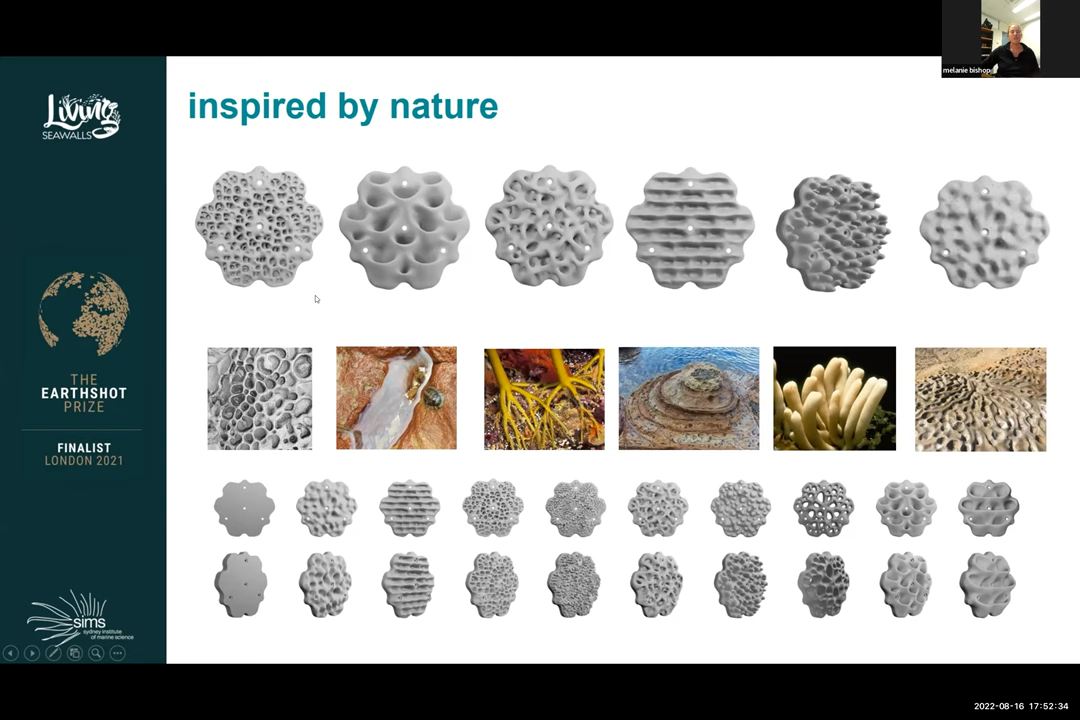 melanie bishop
Living
SEAWALLS
inspired by nature
THE
EARTHSHOT
PRIZE
FINALIST
LONDON 2021
sims
sydney institute
of marine science
2022-08-16 17:52:34